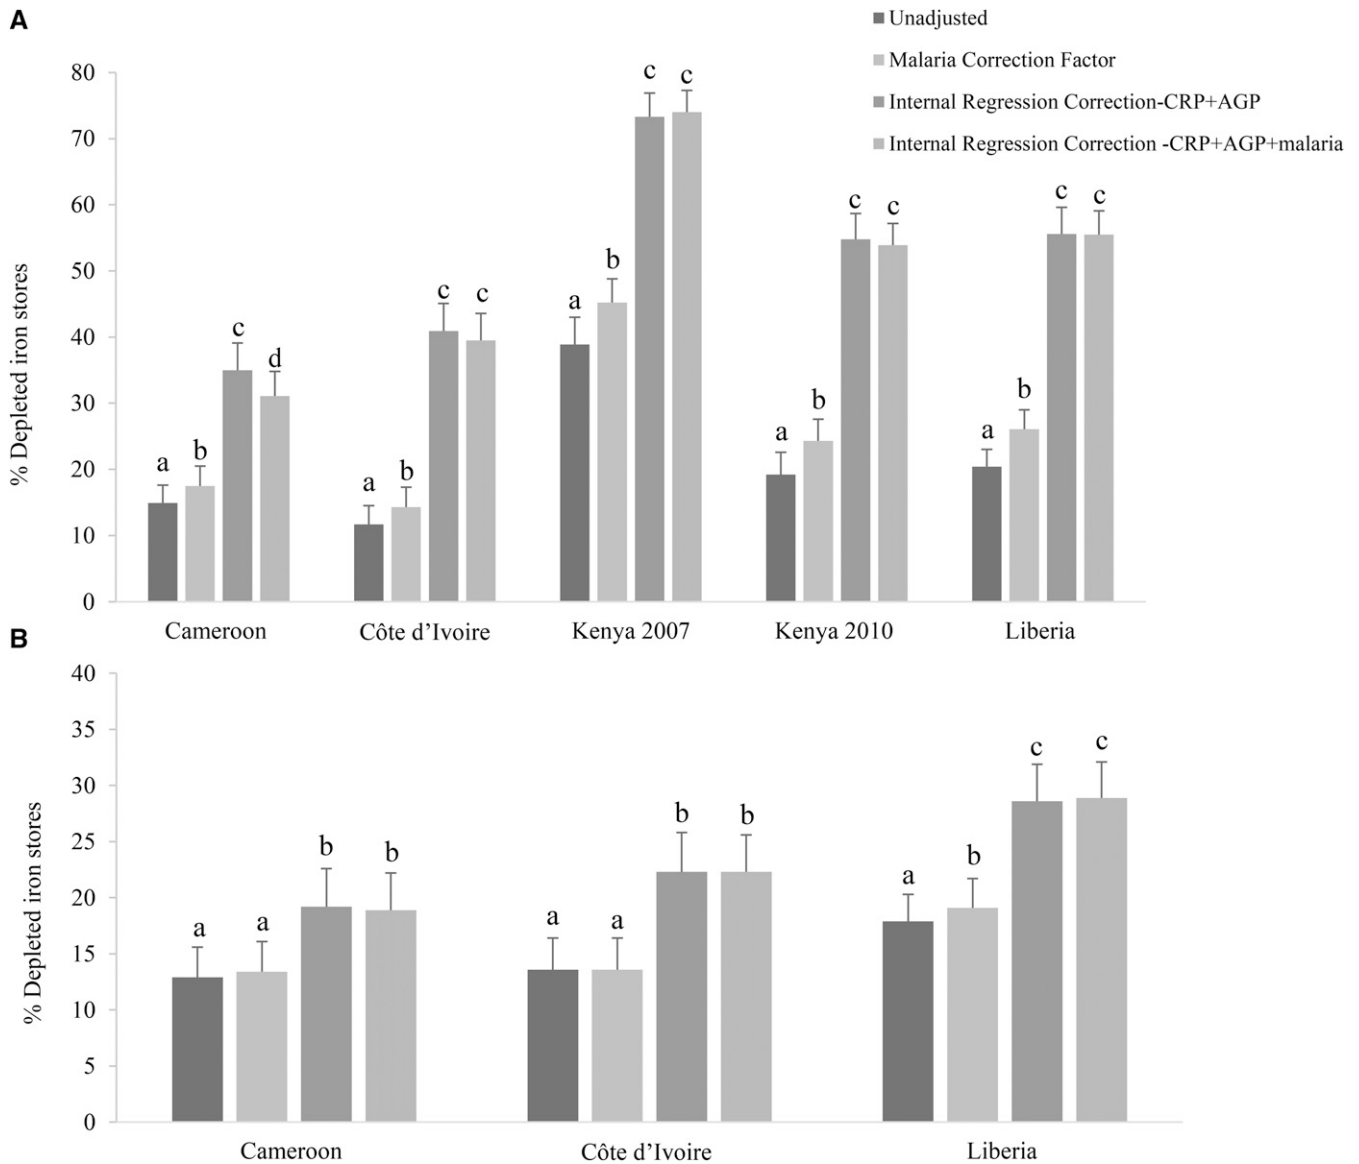 A
Unadjusted
Malaria Correction Factor
Internal Regression Correction-CRP+AGP
Internal Regression Correction -CRP+AGP+malaria
% Depleted iron stores
80
70
60
50
40
30
20
10
0
a b c d
a b c c
a b c c
a b c c
a b c c
Cameroon Côte d’Ivoire Kenya 2007 Kenya 2010 Liberia
B
% Depleted iron stores
40
35
30
25
20
15
10
5
0
a a b b
a a b b
a b c c
Cameroon Côte d’Ivoire Liberia